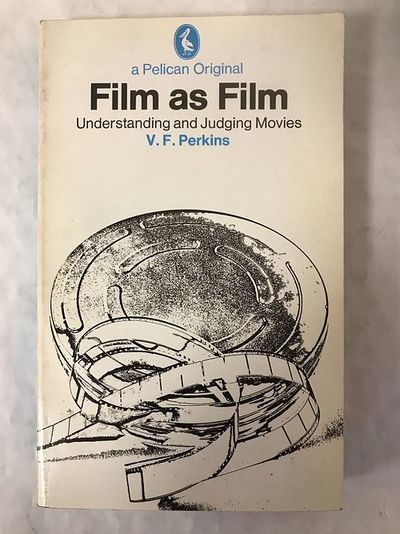 a Pelican Original
Film as Film
Understanding and Judging Movies
V. F. Perkins